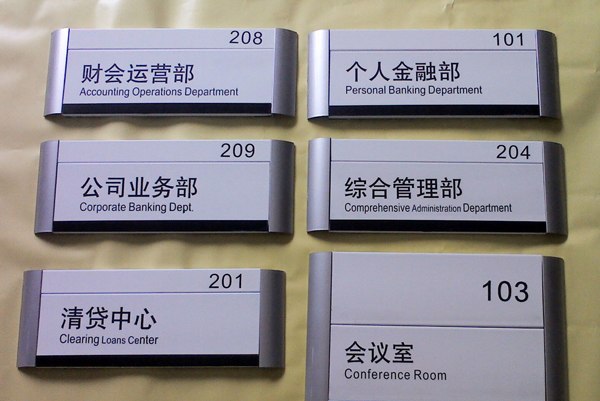 208
财会运营部
Accounting Operations Department
101
个人金融部
Personal Banking Department
209
公司业务部
Corporate Banking Dept.
204
综合管理部
Comprehensive Administration Department
201
清贷中心
Clearing Loans Center
103
会议室
Conference Room